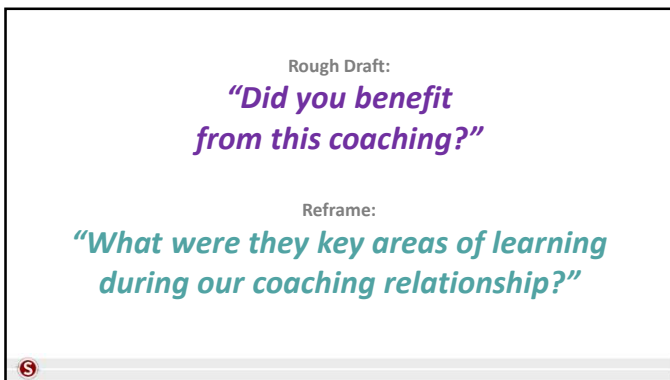 Rough Draft:
“Did you benefit
from this coaching?”
Reframe:
“What were they key areas of learning
during our coaching relationship?”
S